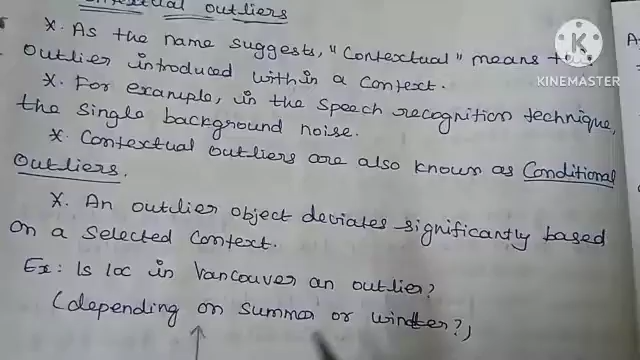 Contextual outliers
X. As the name suggests, "Contextual" means
Outlier introduced within a context.
X. For example, in the speech recognition technique,
the single background noise.
X. Contextual outliers are also known as Conditional
Outliers.
X. An outlier object deviates significantly based
on a selected context.
Ex: Is 10c in Vancouver an outlier?
(depending on summer or winter?)
K
KINEMASTER